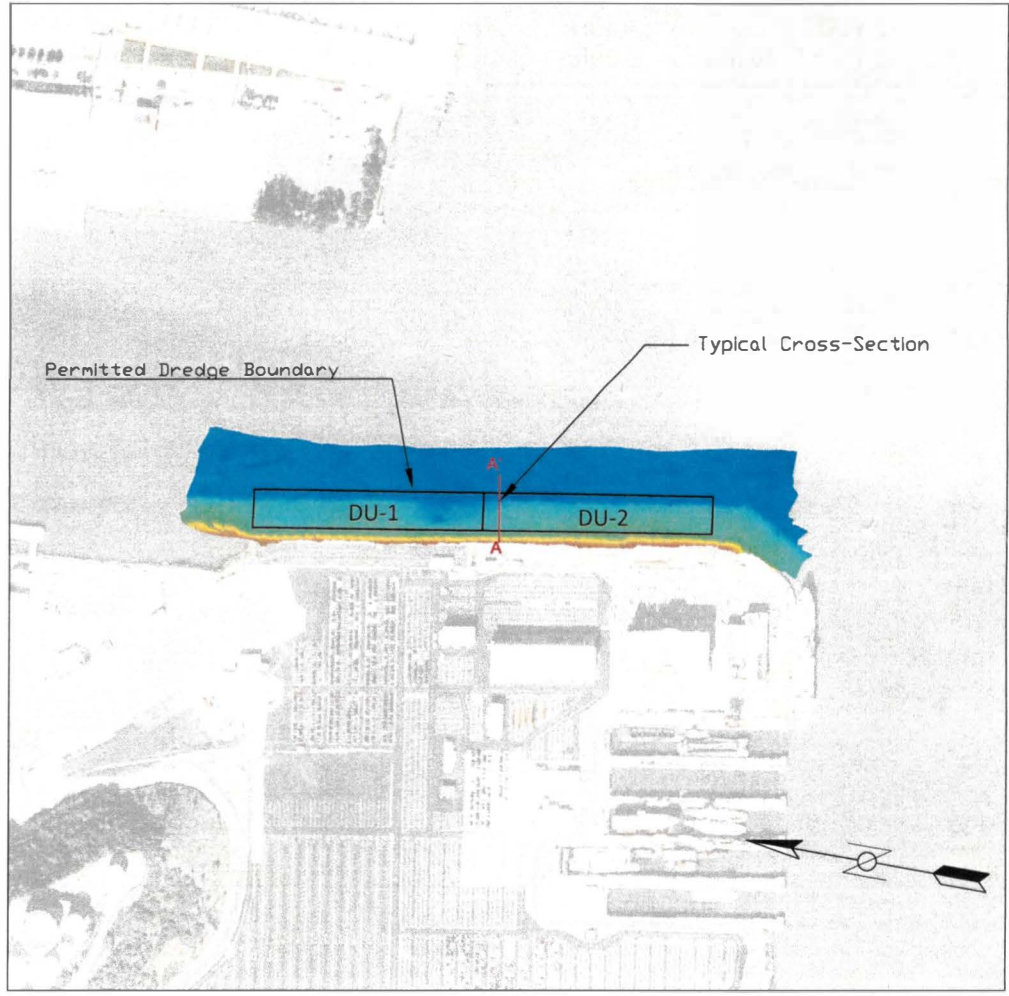 Typical Cross-Section
Permitted Dredge Boundary
A'
DU-1
DU-2
A